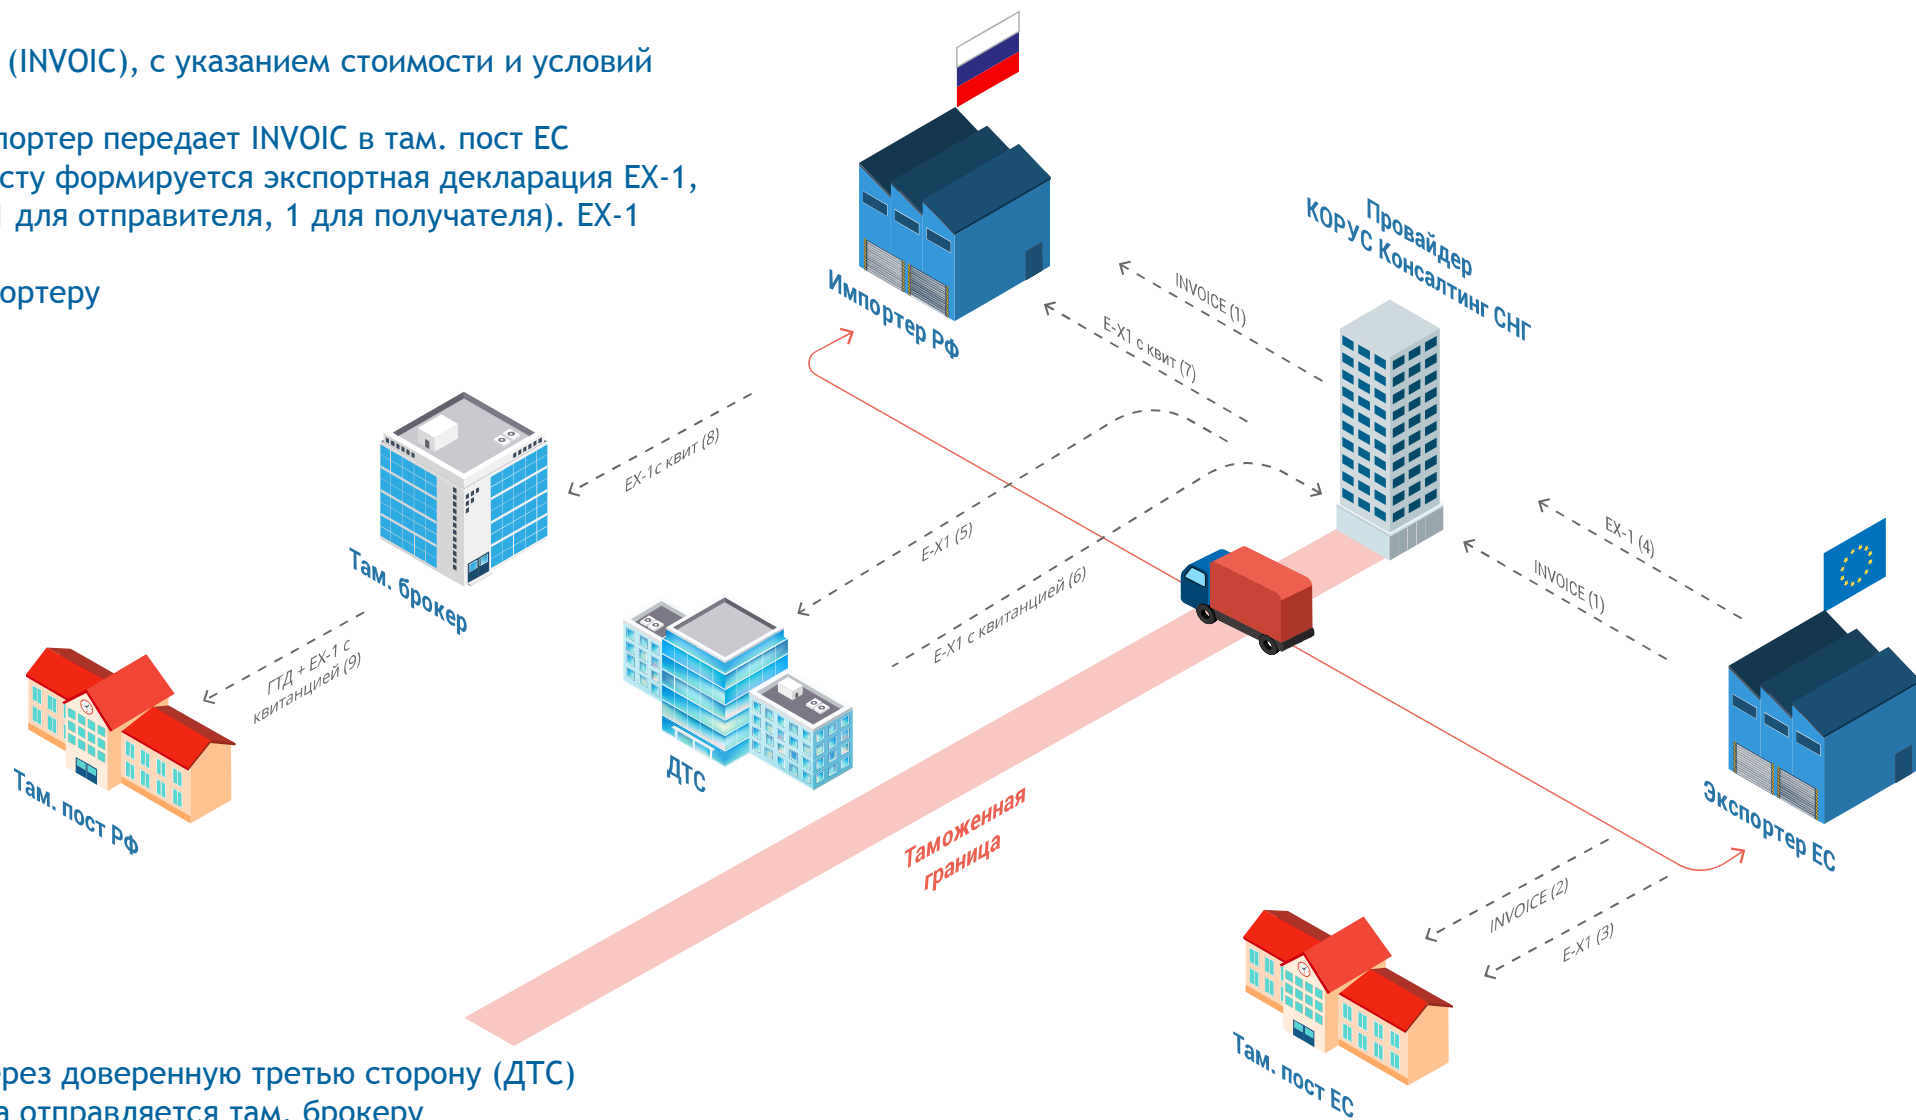 (INVOIC), с указанием стоимости и условий
портер передает INVOIC в там. пост ЕС
сту формируется экспортная декларация EX-1,
для отправителя, 1 для получателя). EX-1
ортеру
Провайдер
КОРУС Консалтинг СНГ
Импортер РФ
INVOICE (1)
E-X1 с квит (7)
EX-1с квит (8)
Там. брокер
E-X1 (5)
E-X1 с квитанцией (6)
EX-1 (4)
INVOICE (1)
ГТД + EX-1 с
квитанцией (9)
Там. пост РФ
ДТС
Таможенная
граница
Экспортер ЕС
INVOICE (2)
E-X1 (3)
Там. пост ЕС
ерез доверенную третью сторону (ДТС)
а отправляется там. брокеру